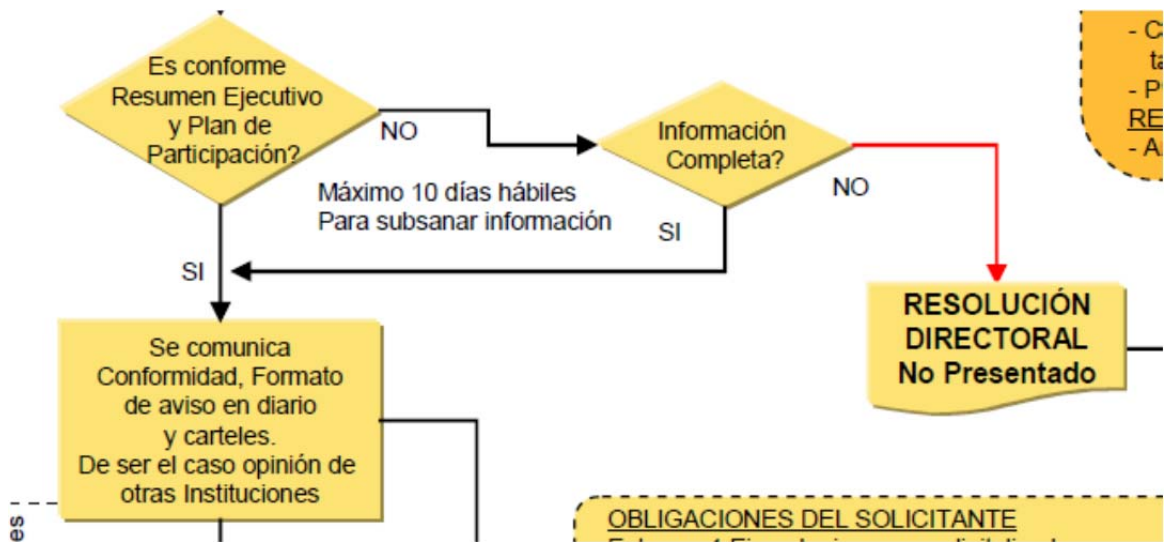 Es conforme
Resumen Ejecutivo
y Plan de
Participación?
NO
Información
Completa?
NO
Máximo 10 días hábiles
Para subsanar información
SI
SI
RESOLUCIÓN
DIRECTORAL
No Presentado
Se comunica
Conformidad, Formato
de aviso en diario
y carteles.
De ser el caso opinión de
otras Instituciones
OBLIGACIONES DEL SOLICITANTE